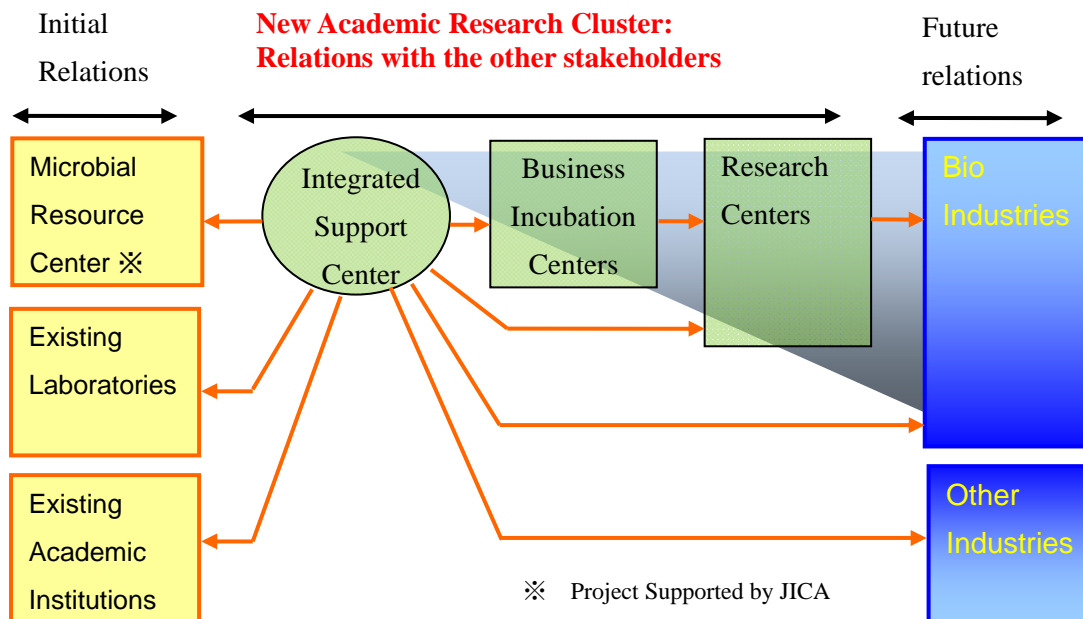 Initial
Relations
New Academic Research Cluster:
Relations with the other stakeholders
Future
relations
Microbial
Resource
Center ※
Integrated
Support
Center
Business
Incubation
Centers
Research
Centers
Bio
Industries
Existing
Laboratories
Existing
Academic
Institutions
Other
Industries
※ Project Supported by JICA